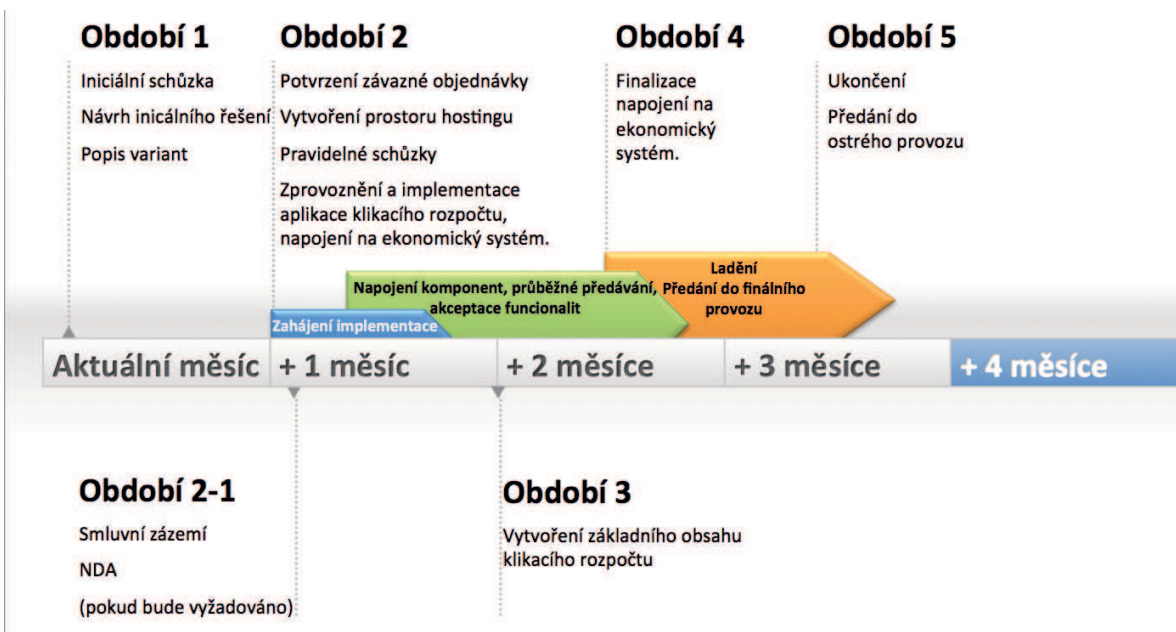 Období 1
Iniciální schůzka
Návrh inicálního řešení
Popis variant
Období 2
Potvrzení závazné objednávky
Vytvoření prostoru hostingu
Pravidelné schůzky
Zprovoznění a implementace
aplikace klikacího rozpočtu,
napojení na ekonomický systém.
Období 4
Finalizace
napojení na
ekonomický
systém.
Období 5
Ukončení
Předání do
ostrého provozu
Ladění
Předání do finálního
provozu
Napojení komponent, průběžné předávání,
akceptace funcionalit
Zahájení implementace
Aktuální měsíc
+ 1 měsíc
+ 2 měsíce
+ 3 měsíce
+ 4 měsíce
Období 2-1
Smluvní zázemí
NDA
(pokud bude vyžadováno)
Období 3
Vytvoření základního obsahu
klikacího rozpočtu